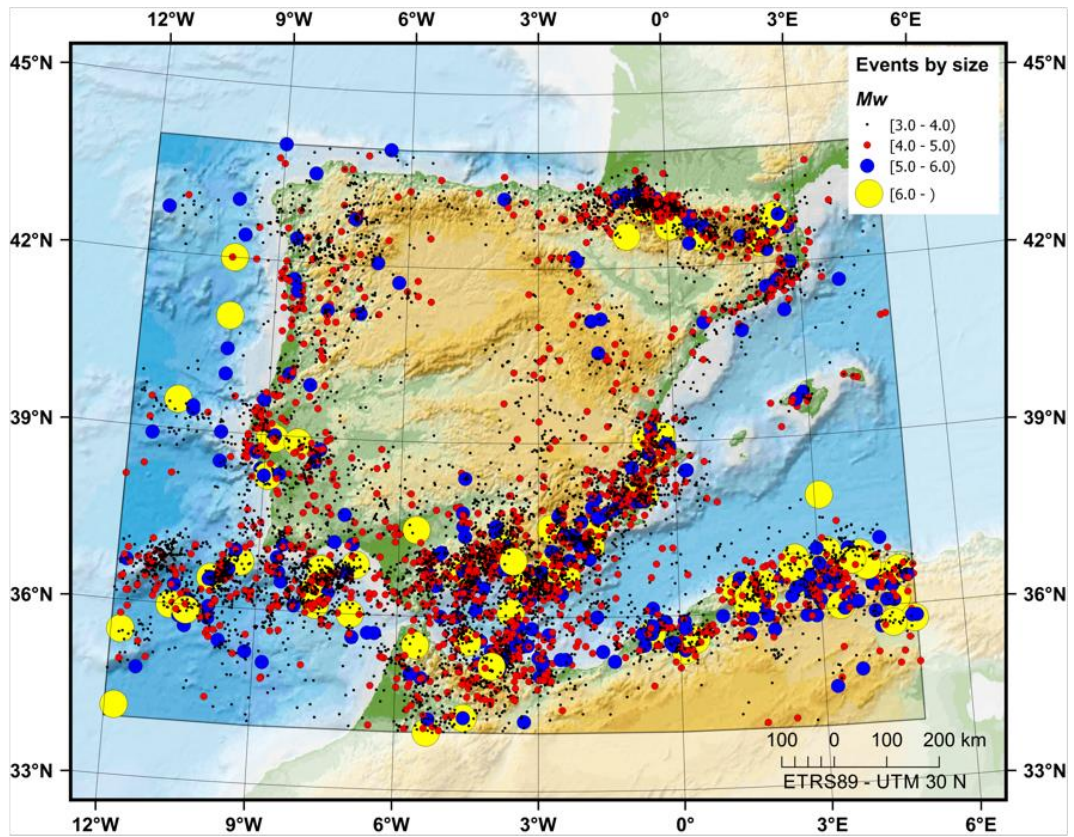 12°W 9°W 6°W 3°W 0° 3°E 6°E
45°N 45°N
Events by size
Mw
[3.0 - 4.0)
[4.0 - 5.0)
[5.0 - 6.0)
[6.0 - )
42°N 42°N
39°N 39°N
36°N 36°N
100 0 100 200 km
33°N 33°N
ETRS89 - UTM 30 N
12°W 9°W 6°W 3°W 0° 3°E 6°E